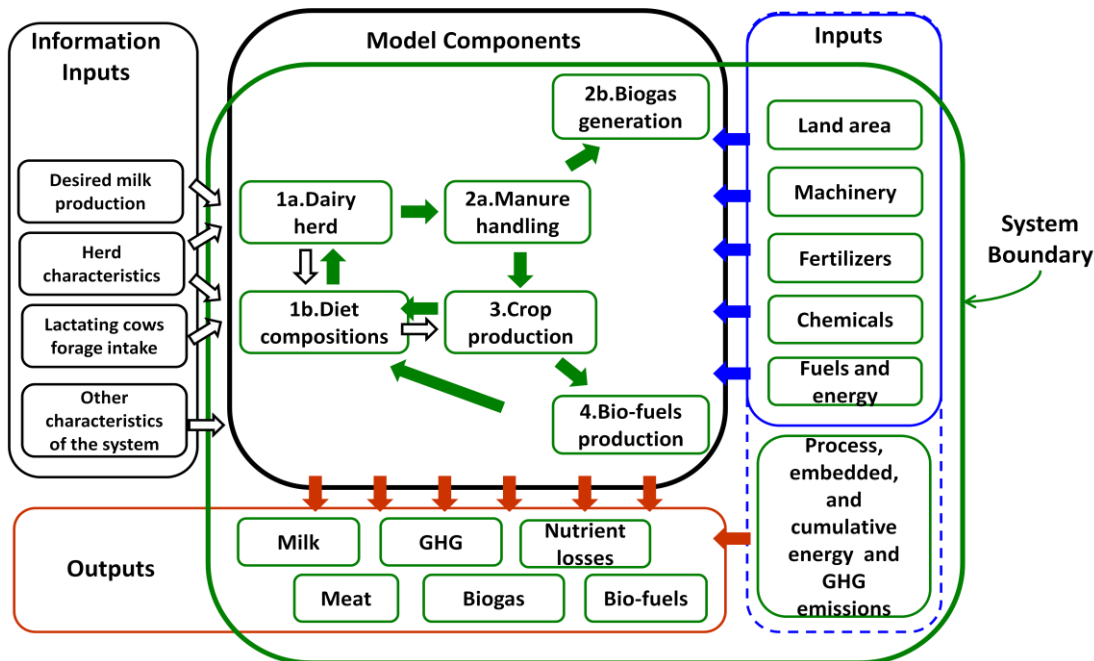 Information
Inputs
Desired milk
production
Herd
characteristics
Lactating cows
forage intake
Other
characteristics
of the system
Model Components
2b.Biogas
generation
1a.Dairy
herd
2a.Manure
handling
1b.Diet
compositions
3.Crop
production
4.Bio-fuels
production
Inputs
Land area
Machinery
Fertilizers
Chemicals
Fuels and
energy
Process,
embedded,
and
cumulative
energy and
GHG
emissions
System
Boundary
Outputs
Milk
GHG
Nutrient
losses
Meat
Biogas
Bio-fuels